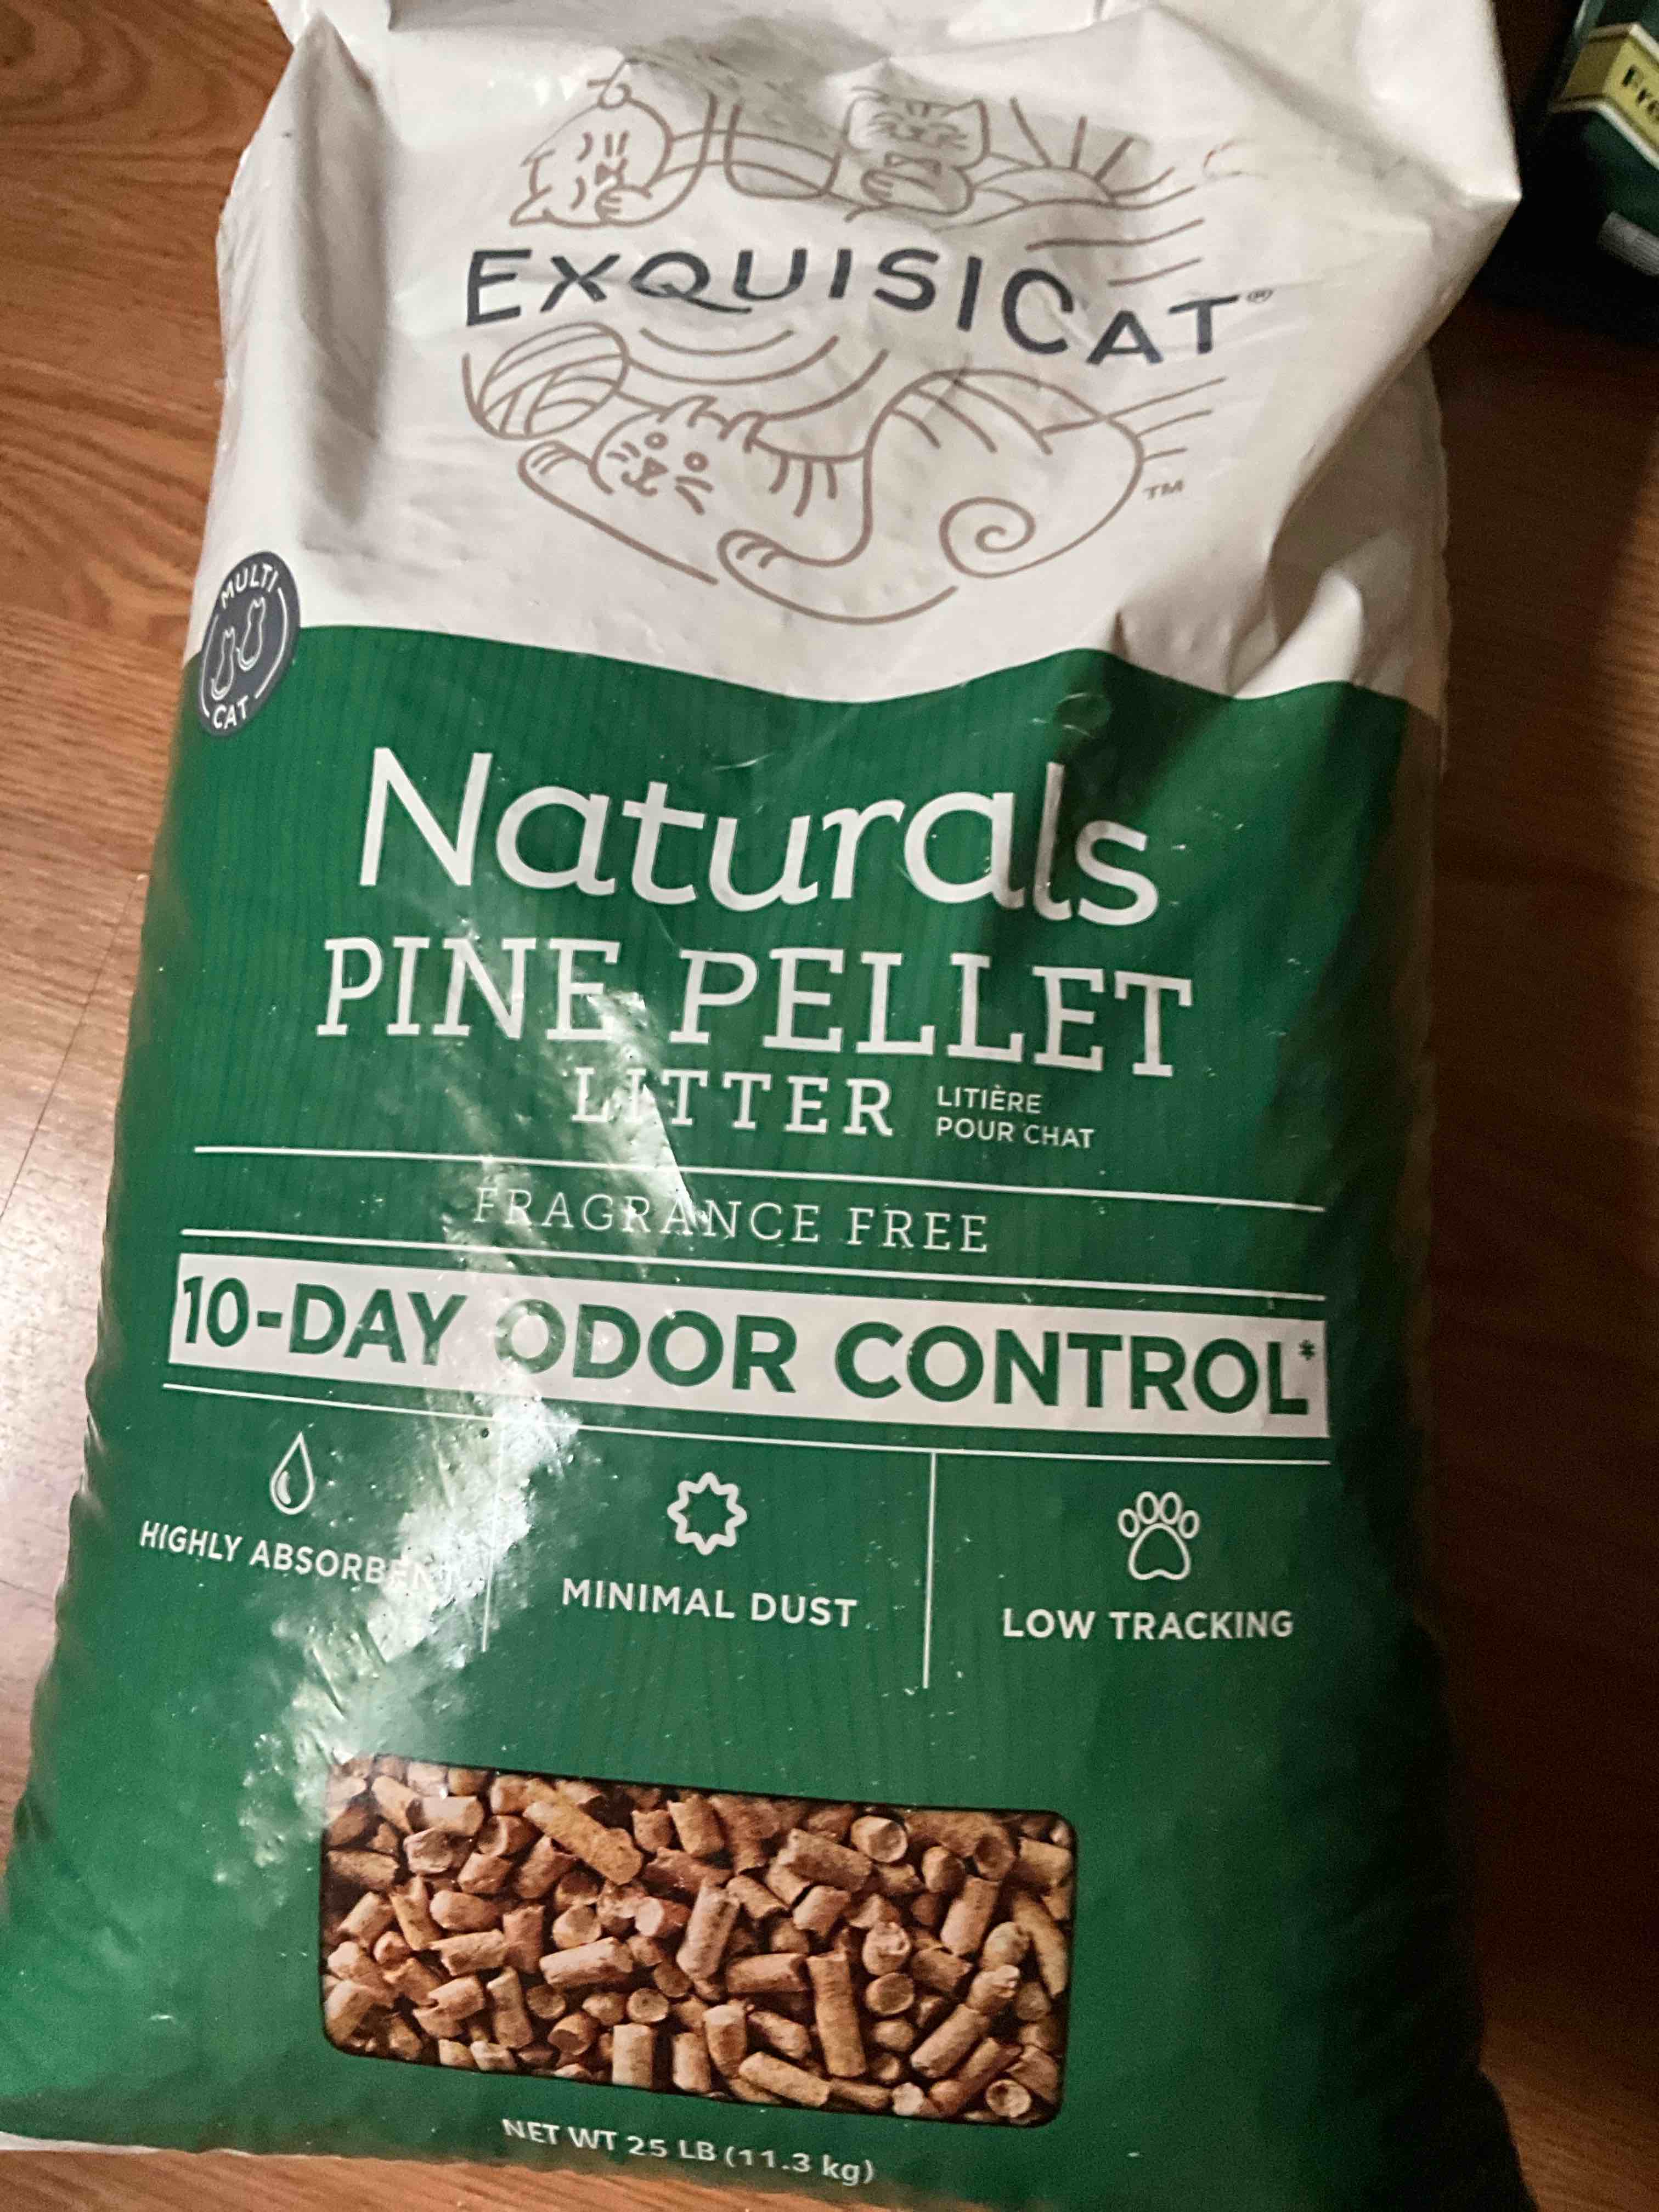 EXQUISICAT®
TM
MULTI
CAT
Naturals
PINE PELLET
LITTER
LITIÈRE
POUR CHAT
FRAGRANCE FREE
10-DAY ODOR CONTROL*
HIGHLY ABSORBENT
MINIMAL DUST
LOW TRACKING
NET WT 25 LB (11.3 kg)